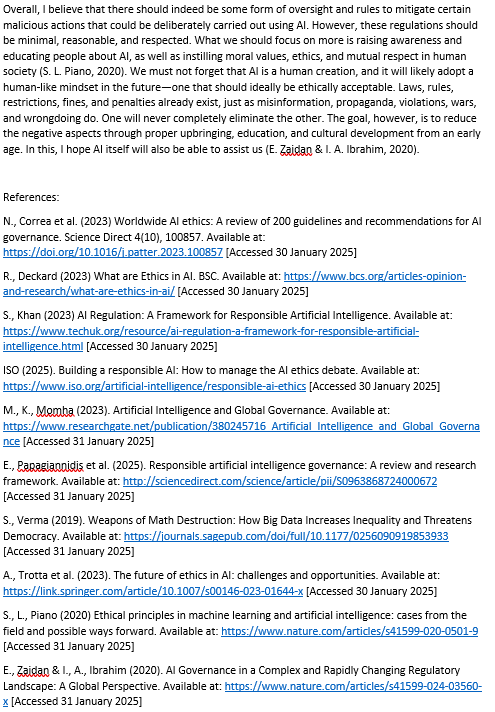 Overall, I believe that there should indeed be some form of oversight and rules to mitigate certain
malicious actions that could be deliberately carried out using AI. However, these regulations should
be minimal, reasonable, and respected. What we should focus on more is raising awareness and
educating people about AI, as well as instilling moral values, ethics, and mutual respect in human
society (S. L. Piano, 2020). We must not forget that AI is a human creation, and it will likely adopt a
human-like mindset in the future—one that should ideally be ethically acceptable. Laws, rules,
restrictions, fines, and penalties already exist, just as misinformation, propaganda, violations, wars,
and wrongdoing do. One will never completely eliminate the other. The goal, however, is to reduce
the negative aspects through proper upbringing, education, and cultural development from an early
age. In this, I hope AI itself will also be able to assist us (E. Zaidan & I. A. Ibrahim, 2020).
References:
N., Correa et al. (2023) Worldwide AI ethics: A review of 200 guidelines and recommendations for AI
governance. Science Direct 4(10), 100857. Available at:
https://doi.org/10.1016/j.patter.2023.100857 [Accessed 30 January 2025]
R., Deckard (2023) What are Ethics in AI. BSC. Available at: https://www.bcs.org/articles-opinion-
and-research/what-are-ethics-in-ai/ [Accessed 30 January 2025]
S., Khan (2023) AI Regulation: A Framework for Responsible Artificial Intelligence. Available at:
https://www.techuk.org/resource/ai-regulation-a-framework-for-responsible-artificial-
intelligence.html [Accessed 30 January 2025]
ISO (2025). Building a responsible AI: How to manage the AI ethics debate. Available at:
https://www.iso.org/artificial-intelligence/responsible-ai-ethics [Accessed 30 January 2025]
M., K., Momha (2023). Artificial Intelligence and Global Governance. Available at:
https://www.researchgate.net/publication/380245716_Artificial_Intelligence_and_Global_Governa
nce [Accessed 31 January 2025]
E., Papagiannidis et al. (2025). Responsible artificial intelligence governance: A review and research
framework. Available at: http://sciencedirect.com/science/article/pii/S0963868724000672
[Accessed 31 January 2025]
S., Verma (2019). Weapons of Math Destruction: How Big Data Increases Inequality and Threatens
Democracy. Available at: https://journals.sagepub.com/doi/full/10.1177/0256090919853933
[Accessed 31 January 2025]
A., Trotta et al. (2023). The future of ethics in AI: challenges and opportunities. Available at:
https://link.springer.com/article/10.1007/s00146-023-01644-x [Accessed 30 January 2025]
S., L., Piano (2020) Ethical principles in machine learning and artificial intelligence: cases from the
field and possible ways forward. Available at: https://www.nature.com/articles/s41599-020-0501-9
[Accessed 31 January 2025]
E., Zaidan & I., A., Ibrahim (2020). AI Governance in a Complex and Rapidly Changing Regulatory
Landscape: A Global Perspective. Available at: https://www.nature.com/articles/s41599-024-03560-
x [Accessed 31 January 2025]